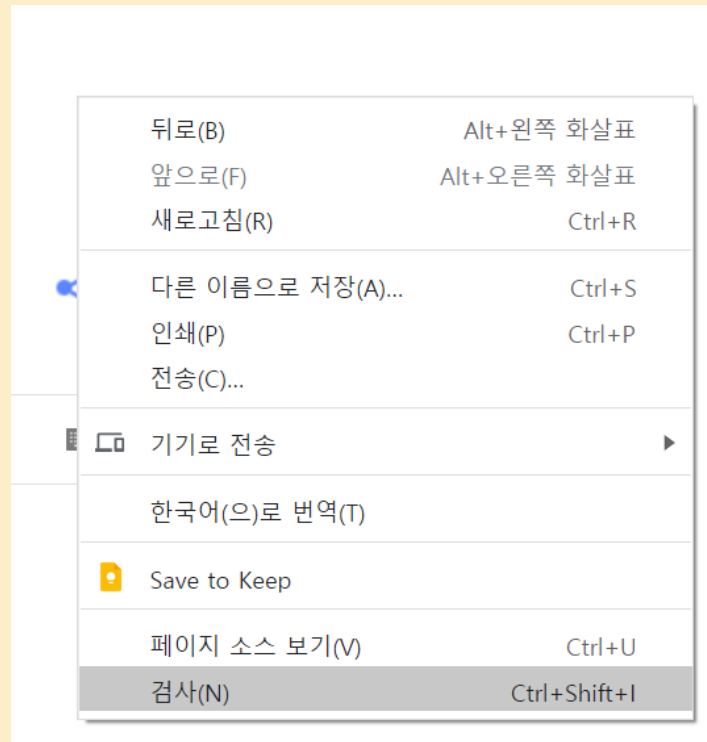 뒤로(B) Alt+왼쪽 화살표
앞으로(F) Alt+오른쪽 화살표
새로고침(R) Ctrl+R
다른 이름으로 저장(A)... Ctrl+S
인쇄(P) Ctrl+P
전송(C)...
기기로 전송
한국어(으)로 번역(T)
Save to Keep
페이지 소스 보기(V) Ctrl+U
검사(N) Ctrl+Shift+I